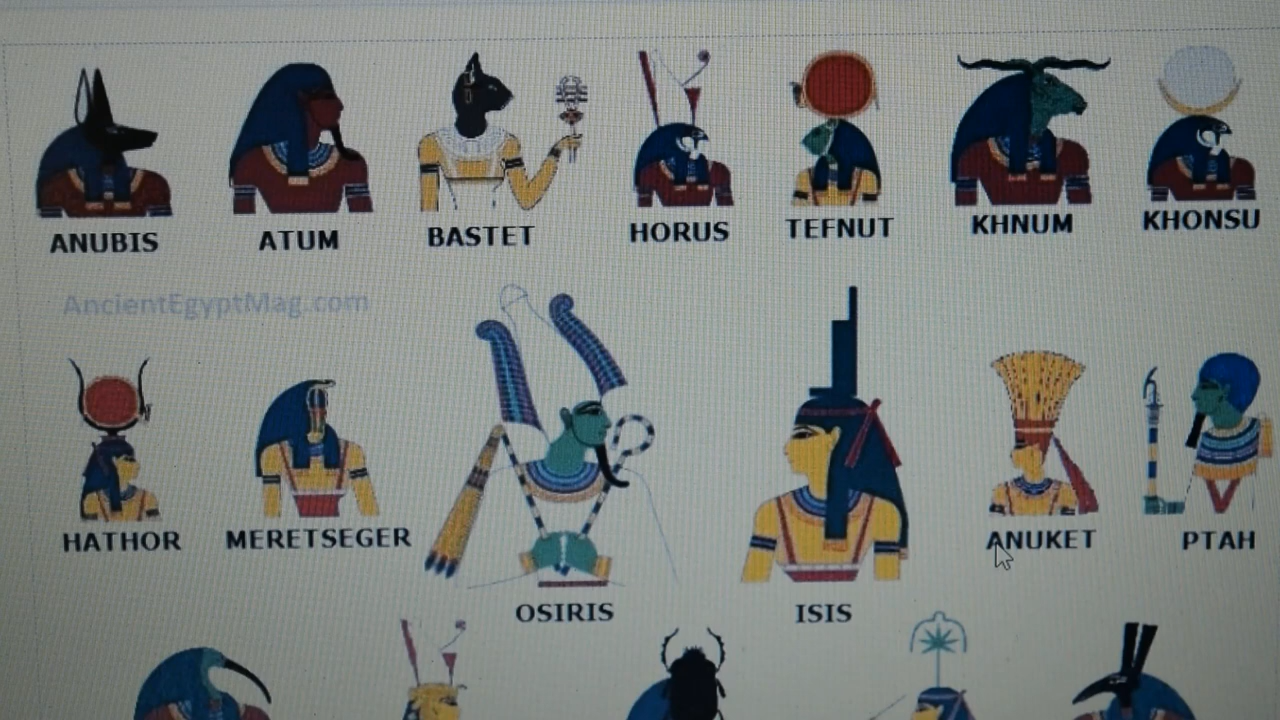 ANUBIS
ATUM
BASTET
HORUS
TEFNUT
KHNUM
KHONSU
AncientEgyptMag.com
HATHOR
MERETSEGER
OSIRIS
ISIS
ANUKET
PTAH